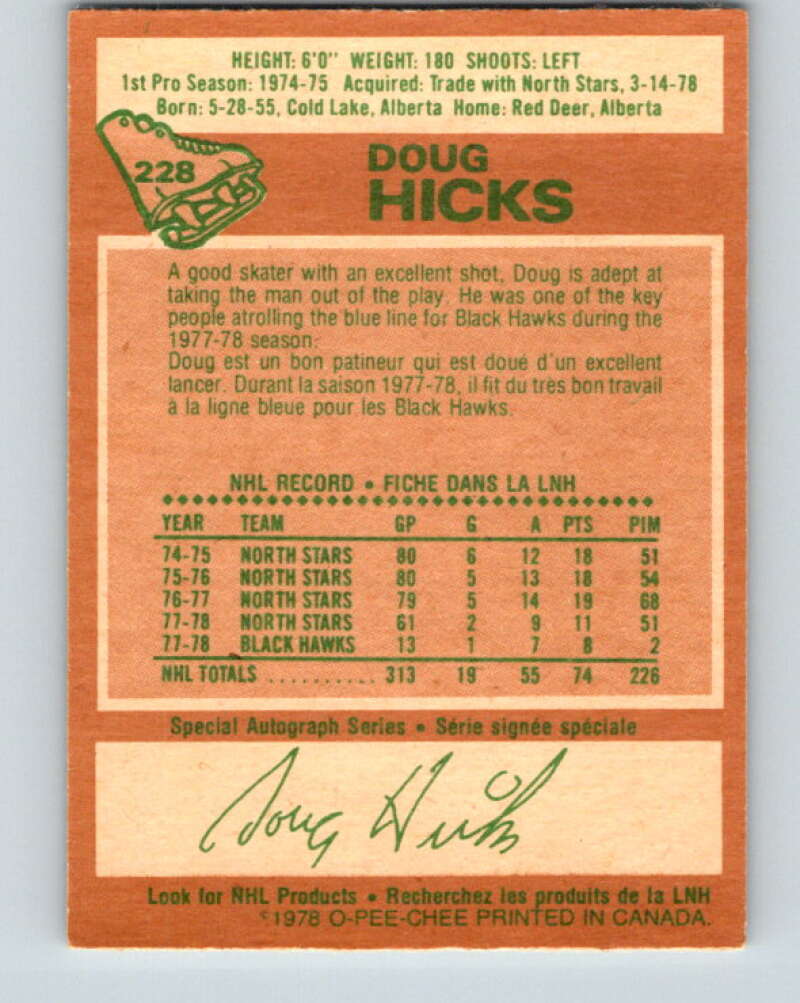 HEIGHT: 6'0" WEIGHT: 180 SHOOTS: LEFT
1st Pro Season: 1974-75 Acquired: Trade with North Stars, 3-14-78
Born: 5-28-55, Cold Lake, Alberta Home: Red Deer, Alberta
228
DOUG
HICKS
A good skater with an excellent shot, Doug is adept at
taking the man out of the play. He was one of the key
people atrolling the blue line for Black Hawks during the
1977-78 season.
Doug est un bon patineur qui est doué d'un excellent
lancer. Durant la saison 1977-78, il fit du très bon travail
à la ligne bleue pour les Black Hawks.
NHL RECORD • FICHE DANS LA LNH
YEAR TEAM GP G A PTS PIM
74-75 NORTH STARS 80 6 12 18 51
75-76 NORTH STARS 80 5 13 18 54
76-77 NORTH STARS 79 5 14 19 68
77-78 NORTH STARS 61 2 9 11 51
77-78 BLACK HAWKS 13 1 7 8 2
NHL TOTALS .......... 313 19 55 74 226
Special Autograph Series • Série signée spéciale
Doug Hicks
Look for NHL Products • Recherchez les produits de la LNH
©1978 O-PEE-CHEE PRINTED IN CANADA.